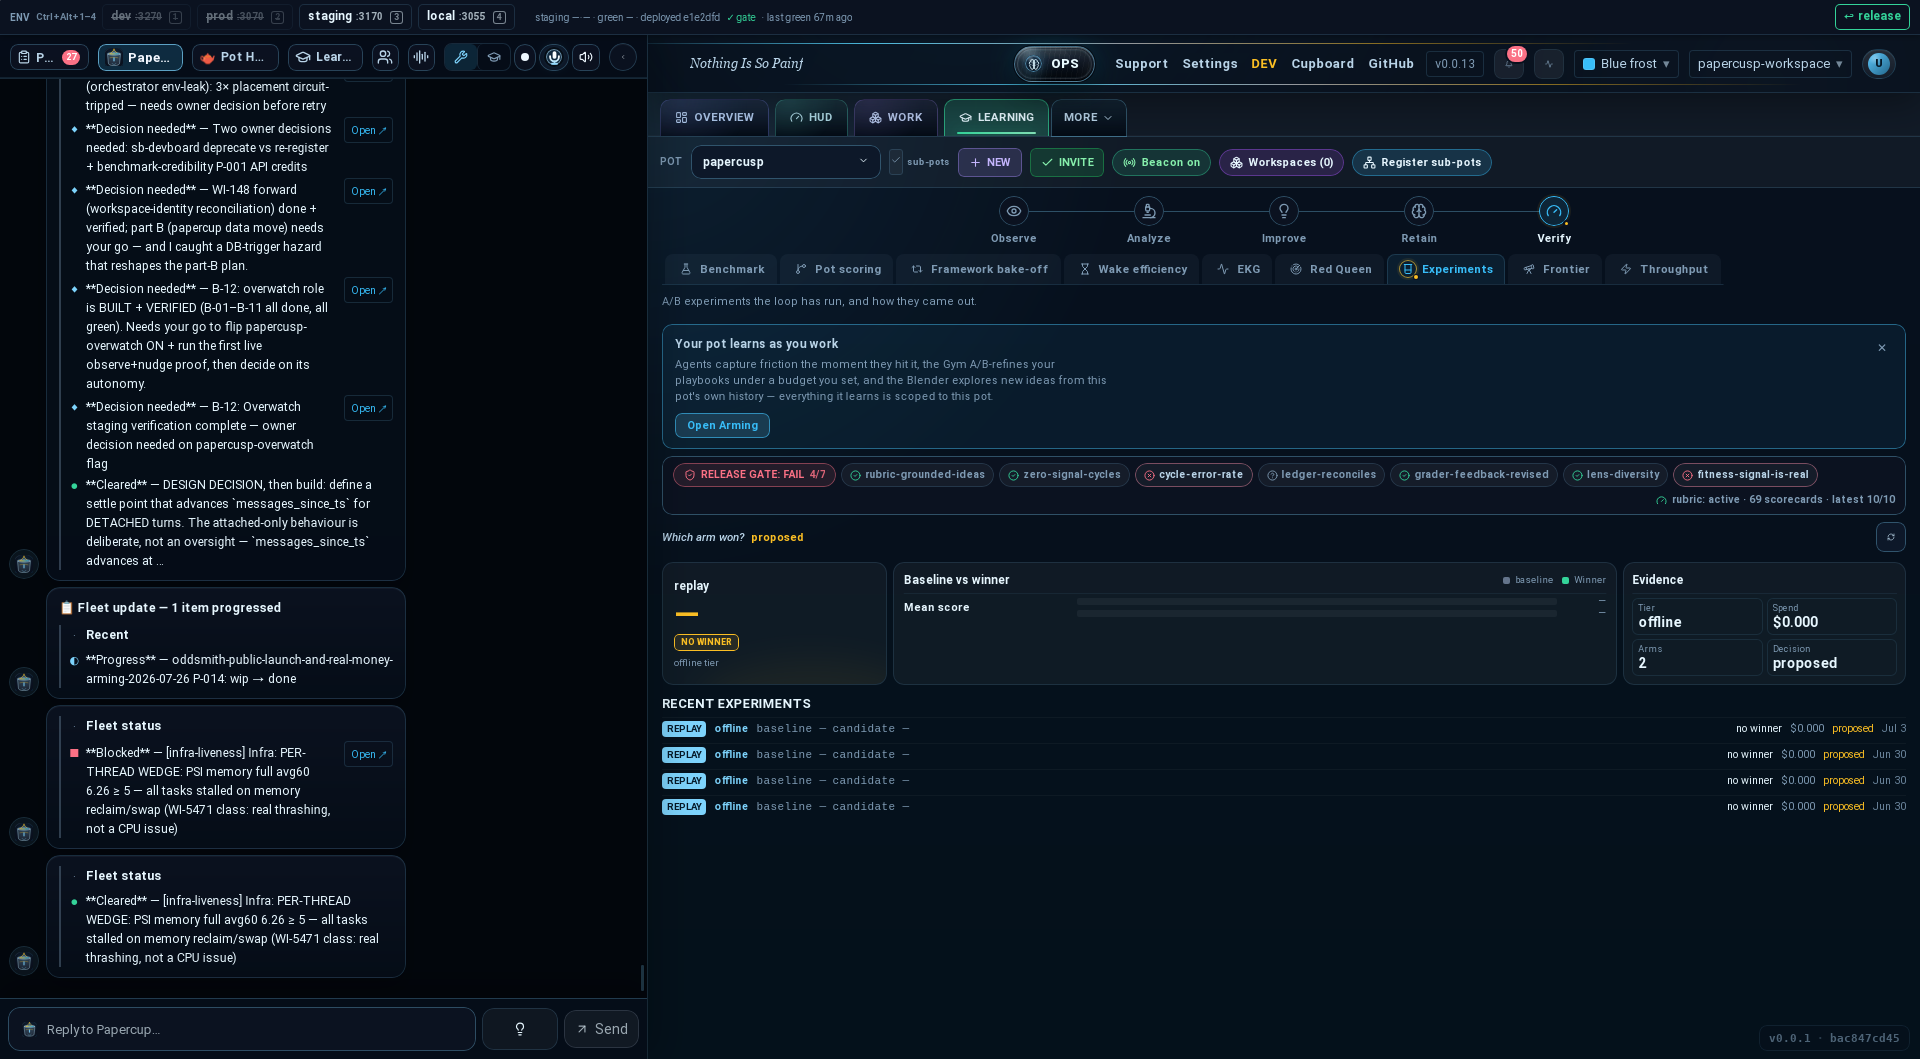 ENV Ctrl+Alt+1–4 dev :3270 1 prod :3070 2 staging :3170 3 local :3055 4 staging — — · green — · deployed e1e2dfd ✓ gate · last green 67m ago ↩ release
P... 27 Pape... Pot H... Lear...
(orchestrator env-leak): 3× placement circuit-
tripped — needs owner decision before retry
**Decision needed** — Two owner decisions
needed: sb-devboard deprecate vs re-register
+ benchmark-credibility P-001 API credits
Open ↗
**Decision needed** — WI-148 forward
(workspace-identity reconciliation) done +
verified; part B (papercup data move) needs
your go — and I caught a DB-trigger hazard
that reshapes the part-B plan.
Open ↗
**Decision needed** — B-12: overwatch role
is BUILT + VERIFIED (B-01–B-11 all done, all
green). Needs your go to flip papercusp-
overwatch ON + run the first live
observe+nudge proof, then decide on its
autonomy.
Open ↗
**Decision needed** — B-12: Overwatch
staging verification complete — owner
decision needed on papercusp-overwatch
flag
Open ↗
**Cleared** — DESIGN DECISION, then build: define a
settle point that advances `messages_since_ts` for
DETACHED turns. The attached-only behaviour is
deliberate, not an oversight — `messages_since_ts`
advances at ...
📋 Fleet update — 1 item progressed
Recent
**Progress** — oddsmith-public-launch-and-real-money-
arming-2026-07-26 P-014: wip → done
Fleet status
**Blocked** — [infra-liveness] Infra: PER-
THREAD WEDGE: PSI memory full avg60
6.26 ≥ 5 — all tasks stalled on memory
reclaim/swap (WI-5471 class: real thrashing,
not a CPU issue)
Open ↗
Fleet status
**Cleared** — [infra-liveness] Infra: PER-THREAD
WEDGE: PSI memory full avg60 6.26 ≥ 5 — all tasks
stalled on memory reclaim/swap (WI-5471 class: real
thrashing, not a CPU issue)
Reply to Papercup...
Send
Nothing Is So Painf OPS Support Settings DEV Cupboard GitHub v0.0.13 50 Blue frost ▾ papercusp-workspace ▾ U
OVERVIEW HUD WORK LEARNING MORE
POT papercusp sub-pots NEW INVITE Beacon on Workspaces (0) Register sub-pots
Observe Analyze Improve Retain Verify
Benchmark Pot scoring Framework bake-off Wake efficiency EKG Red Queen Experiments Frontier Throughput
A/B experiments the loop has run, and how they came out.
Your pot learns as you work ×
Agents capture friction the moment they hit it, the Gym A/B-refines your
playbooks under a budget you set, and the Blender explores new ideas from this
pot's own history — everything it learns is scoped to this pot.
Open Arming
RELEASE GATE: FAIL 4/7 rubric-grounded-ideas zero-signal-cycles cycle-error-rate ledger-reconciles grader-feedback-revised lens-diversity fitness-signal-is-real
rubric: active · 69 scorecards · latest 10/10
Which arm won? proposed
replay
—
NO WINNER
offline tier
Baseline vs winner baseline Winner
Mean score —
—
Evidence
Tier Spend
offline $0.000
Arms Decision
2 proposed
RECENT EXPERIMENTS
REPLAY offline baseline — candidate — no winner $0.000 proposed Jul 3
REPLAY offline baseline — candidate — no winner $0.000 proposed Jun 30
REPLAY offline baseline — candidate — no winner $0.000 proposed Jun 30
REPLAY offline baseline — candidate — no winner $0.000 proposed Jun 30
v0.0.1 · bac847cd45